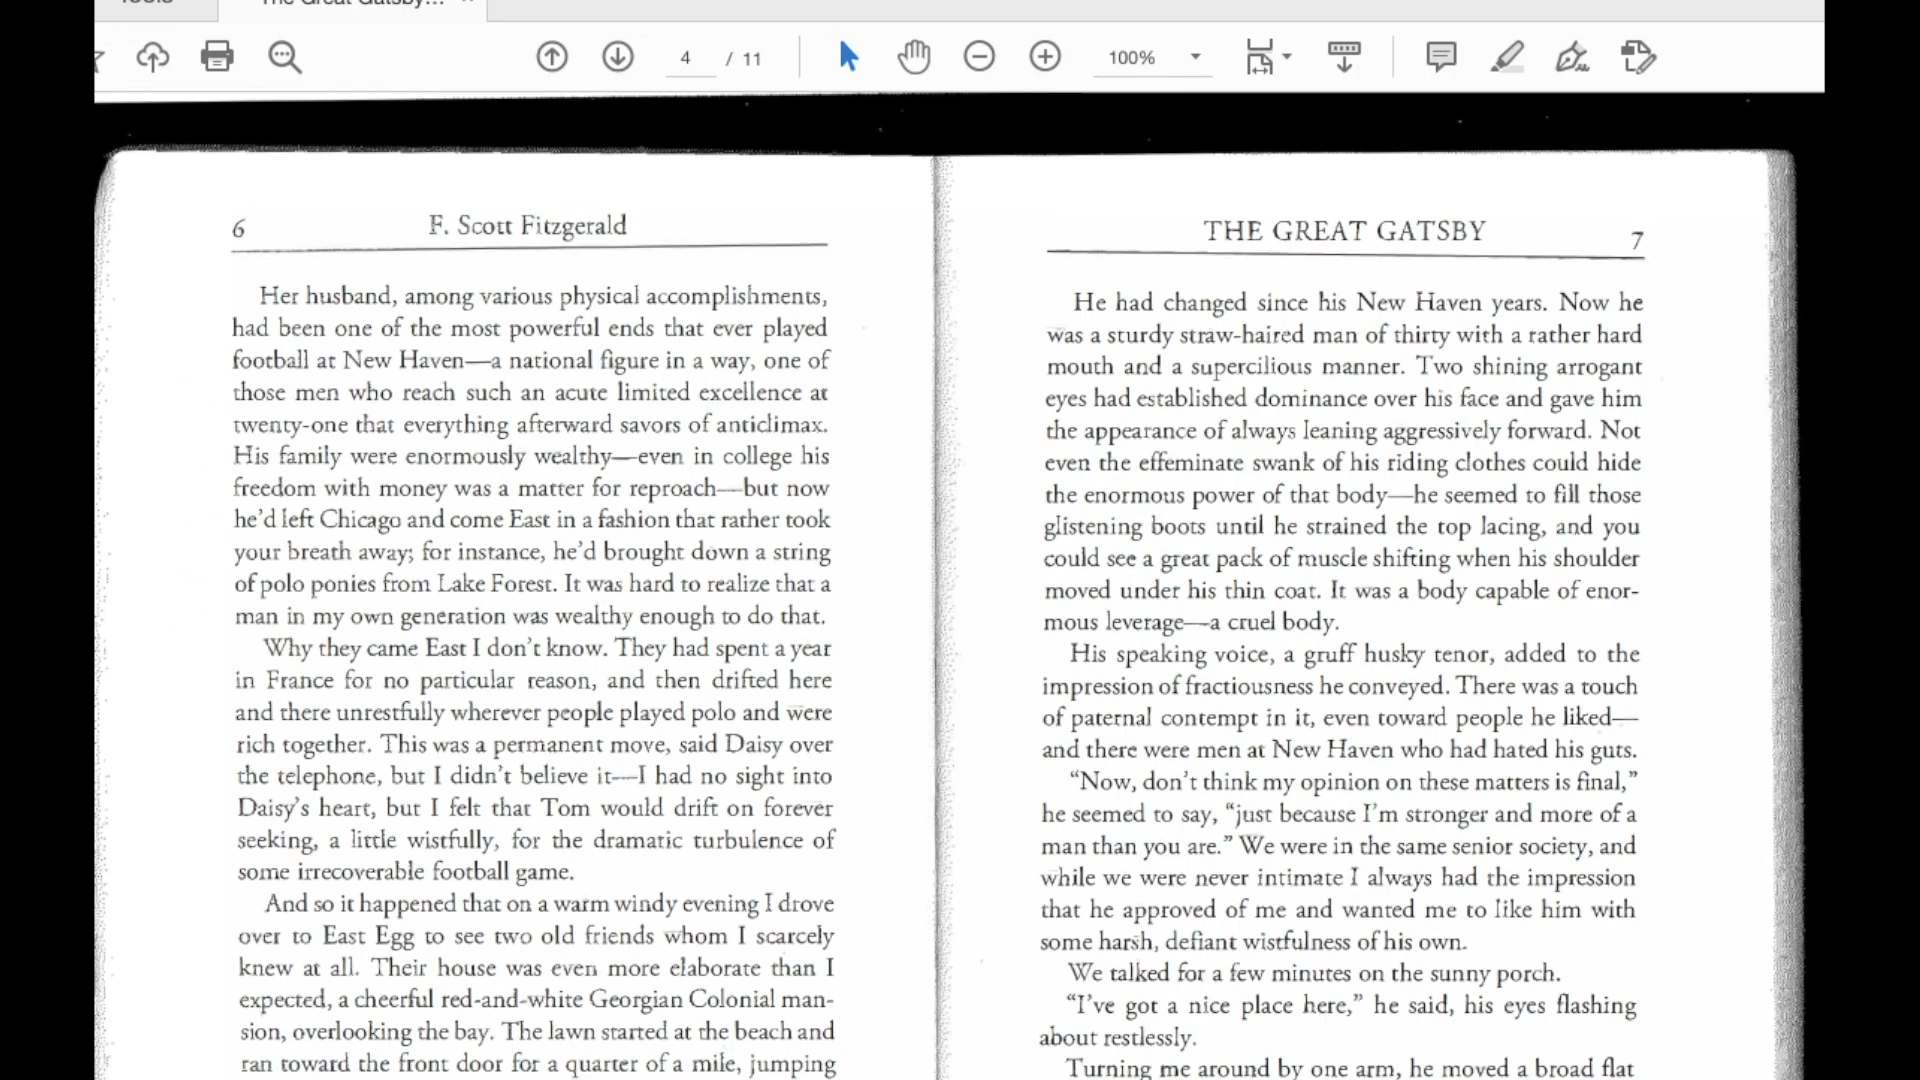 The Great Gatsby...
4 / 11
100%
6 F. Scott Fitzgerald
Her husband, among various physical accomplishments,
had been one of the most powerful ends that ever played
football at New Haven—a national figure in a way, one of
those men who reach such an acute limited excellence at
twenty-one that everything afterward savors of anticlimax.
His family were enormously wealthy—even in college his
freedom with money was a matter for reproach—but now
he'd left Chicago and come East in a fashion that rather took
your breath away; for instance, he'd brought down a string
of polo ponies from Lake Forest. It was hard to realize that a
man in my own generation was wealthy enough to do that.
Why they came East I don't know. They had spent a year
in France for no particular reason, and then drifted here
and there unrestfully wherever people played polo and were
rich together. This was a permanent move, said Daisy over
the telephone, but I didn't believe it—I had no sight into
Daisy's heart, but I felt that Tom would drift on forever
seeking, a little wistfully, for the dramatic turbulence of
some irrecoverable football game.
And so it happened that on a warm windy evening I drove
over to East Egg to see two old friends whom I scarcely
knew at all. Their house was even more elaborate than I
expected, a cheerful red-and-white Georgian Colonial man-
sion, overlooking the bay. The lawn started at the beach and
ran toward the front door for a quarter of a mile, jumping
THE GREAT GATSBY 7
He had changed since his New Haven years. Now he
was a sturdy straw-haired man of thirty with a rather hard
mouth and a supercilious manner. Two shining arrogant
eyes had established dominance over his face and gave him
the appearance of always leaning aggressively forward. Not
even the effeminate swank of his riding clothes could hide
the enormous power of that body—he seemed to fill those
glistening boots until he strained the top lacing, and you
could see a great pack of muscle shifting when his shoulder
moved under his thin coat. It was a body capable of enor-
mous leverage—a cruel body.
His speaking voice, a gruff husky tenor, added to the
impression of fractiousness he conveyed. There was a touch
of paternal contempt in it, even toward people he liked—
and there were men at New Haven who had hated his guts.
“Now, don't think my opinion on these matters is final,”
he seemed to say, “just because I'm stronger and more of a
man than you are.” We were in the same senior society, and
while we were never intimate I always had the impression
that he approved of me and wanted me to like him with
some harsh, defiant wistfulness of his own.
We talked for a few minutes on the sunny porch.
“I've got a nice place here,” he said, his eyes flashing
about restlessly.
Turning me around by one arm, he moved a broad flat